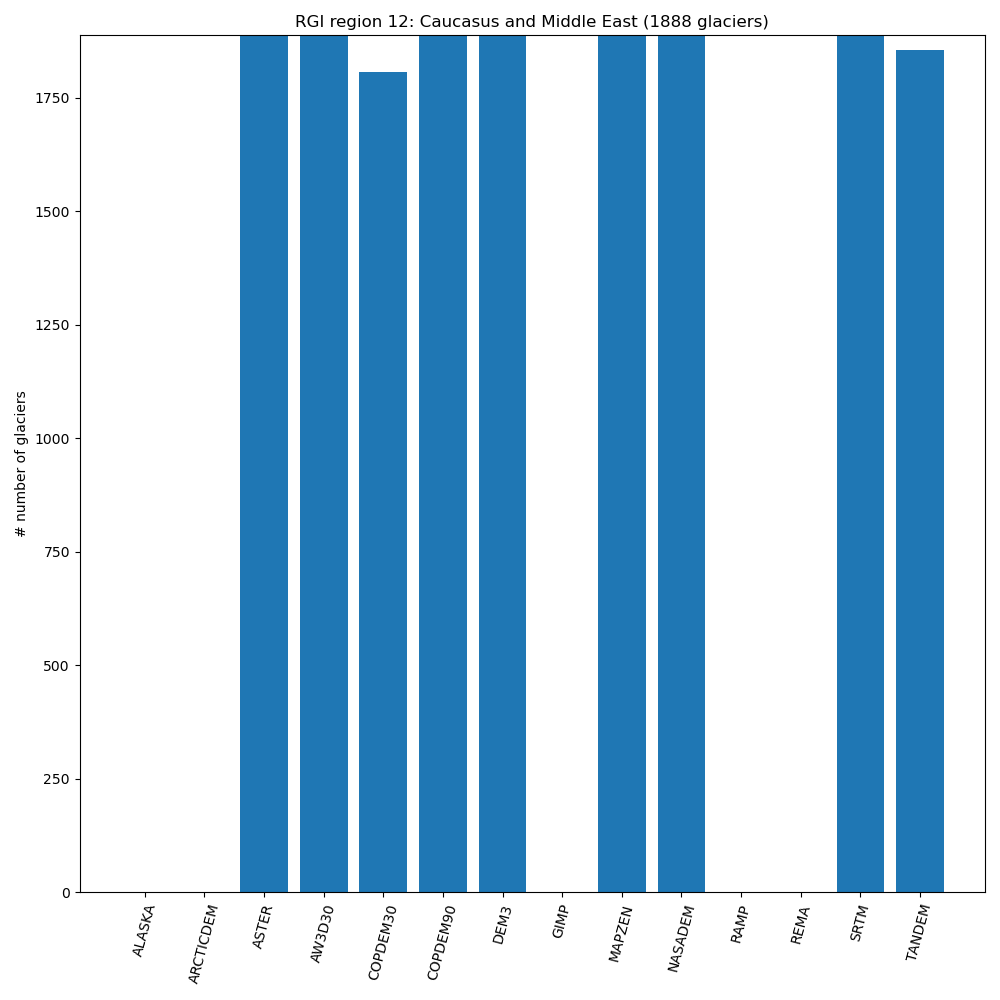 RGI region 12: Caucasus and Middle East (1888 glaciers)
# number of glaciers
1750
1500
1250
1000
750
500
250
0
ALASKA
ARCTICDEM
ASTER
AW3D30
COPDEM30
COPDEM90
DEM3
GIMP
MAPZEN
NASADEM
RAMP
REMA
SRTM
TANDEM